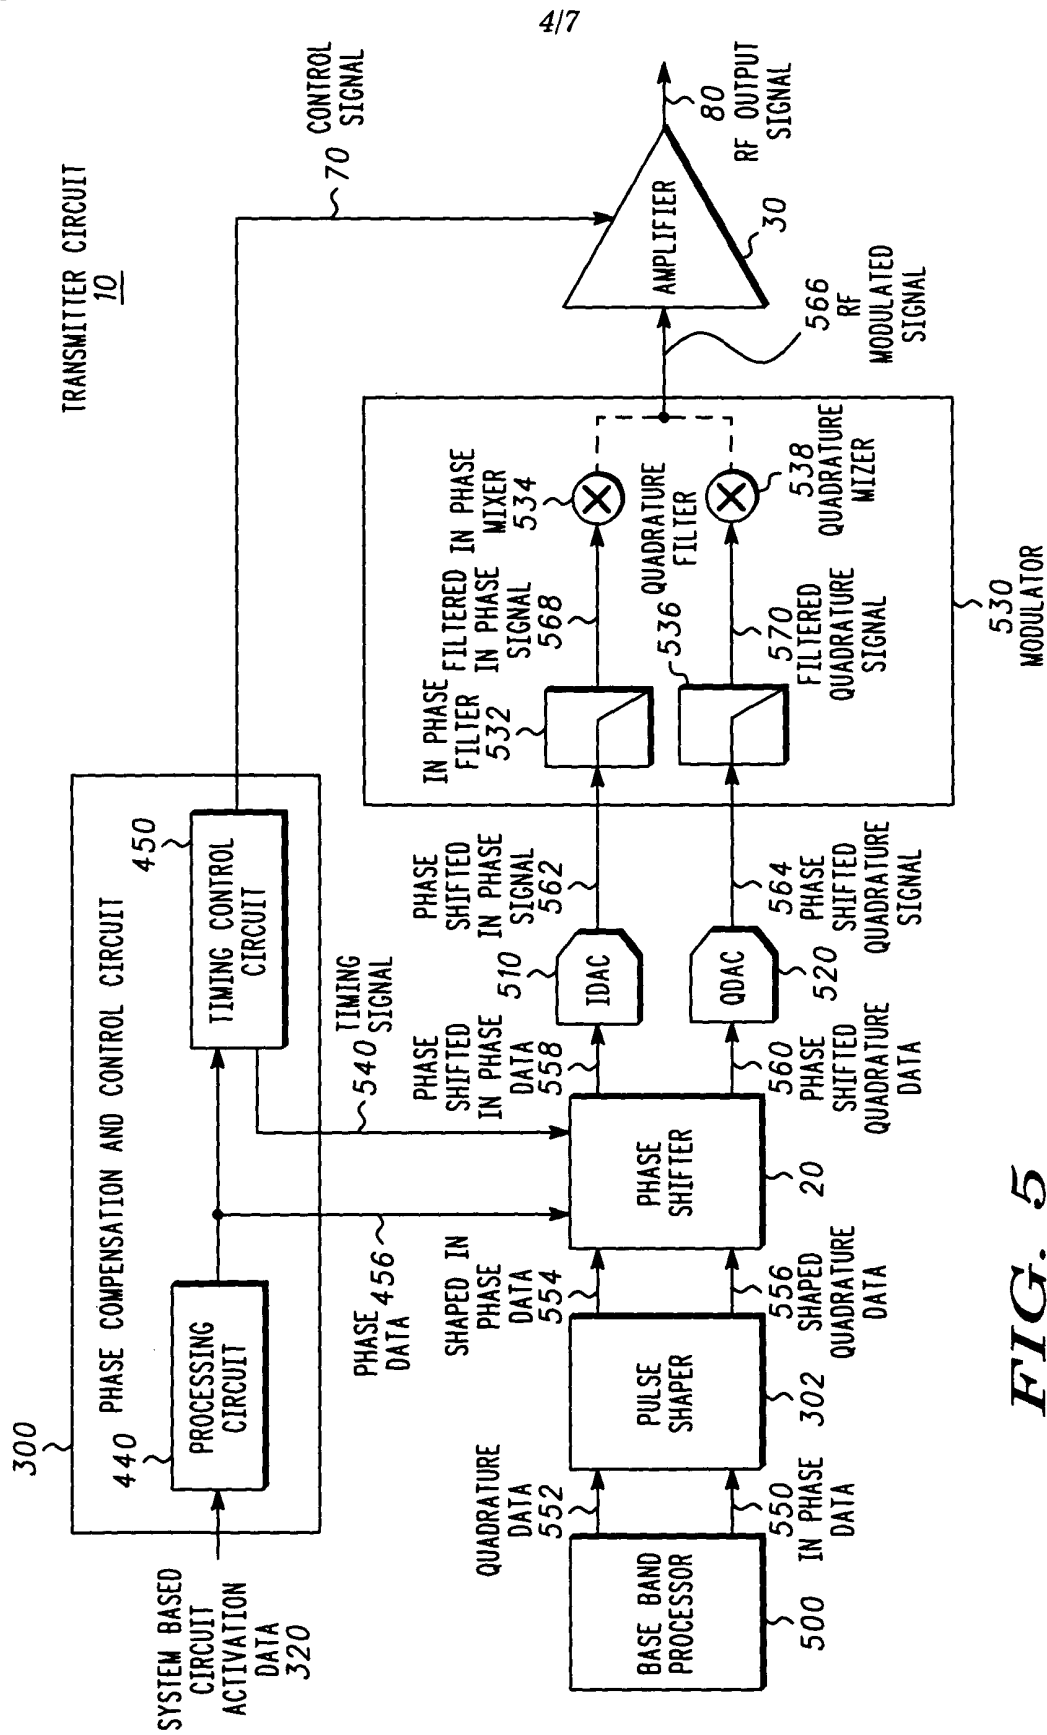 4/7
TRANSMITTER CIRCUIT
10
300
PHASE COMPENSATION AND CONTROL CIRCUIT
440
PROCESSING
CIRCUIT
450
TIMING CONTROL
CIRCUIT
SYSTEM BASED
CIRCUIT
ACTIVATION
DATA
320
70
CONTROL
SIGNAL
PHASE
DATA
456
540
TIMING
SIGNAL
BASE BAND
PROCESSOR
500
QUADRATURE
DATA
552
550
IN PHASE
DATA
PULSE
SHAPER
302
SHAPED IN
PHASE
DATA
554
556
SHAPED
QUADRATURE
DATA
PHASE
SHIFTER
20
PHASE
SHIFTED
IN PHASE
DATA
558
560
PHASE
SHIFTED
QUADRATURE
DATA
510
IDAC
QDAC
520
PHASE
SHIFTED
IN PHASE
SIGNAL
562
564
PHASE
SHIFTED
QUADRATURE
SIGNAL
IN PHASE
FILTER
532
FILTERED
IN PHASE
SIGNAL
568
IN PHASE
MIXER
534
536
QUADRATURE
FILTER
570
FILTERED
QUADRATURE
SIGNAL
538
QUADRATURE
MIZER
530
MODULATOR
566
RF
MODULATED
SIGNAL
AMPLIFIER
30
80
RF OUTPUT
SIGNAL
FIG. 5